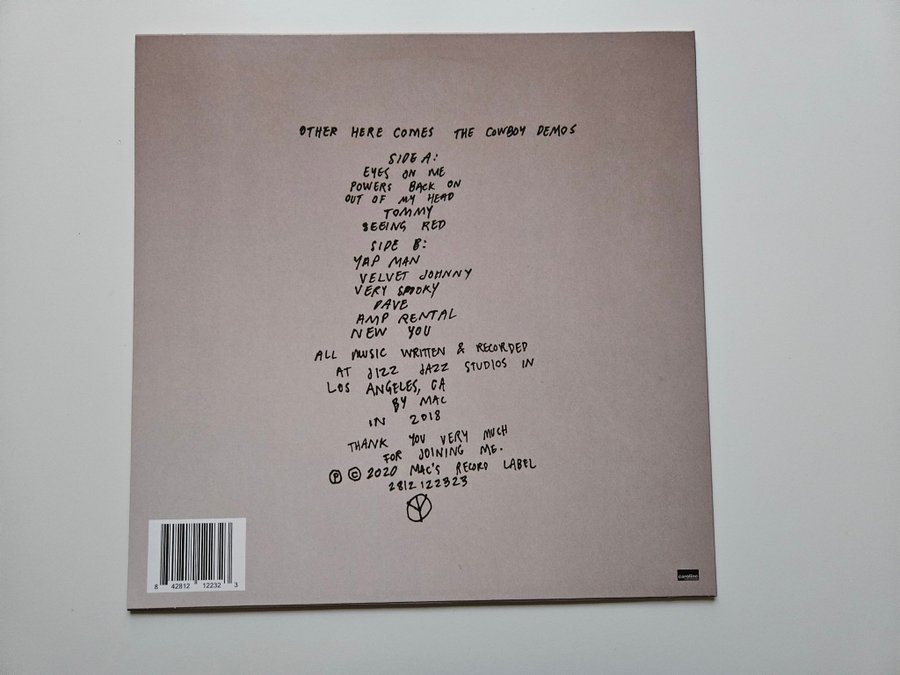 OTHER HERE COMES THE COWBOY DEMOS
SIDE A:
EYES ON ME
POWERS BACK ON
OUT OF MY HEAD
TOMMY
SEEING RED
SIDE B:
YAP MAN
VELVET JOHNNY
VERY SPOOKY
DAVE
AMP RENTAL
NEW YOU
ALL MUSIC WRITTEN & RECORDED
AT JIZZ JAZZ STUDIOS IN
LOS ANGELES, CA
BY MAC
IN 2018
THANK YOU VERY MUCH
FOR JOINING ME.
℗ © 2020 MAC'S RECORD LABEL
2812122323
8 42812 12232 3
caroline